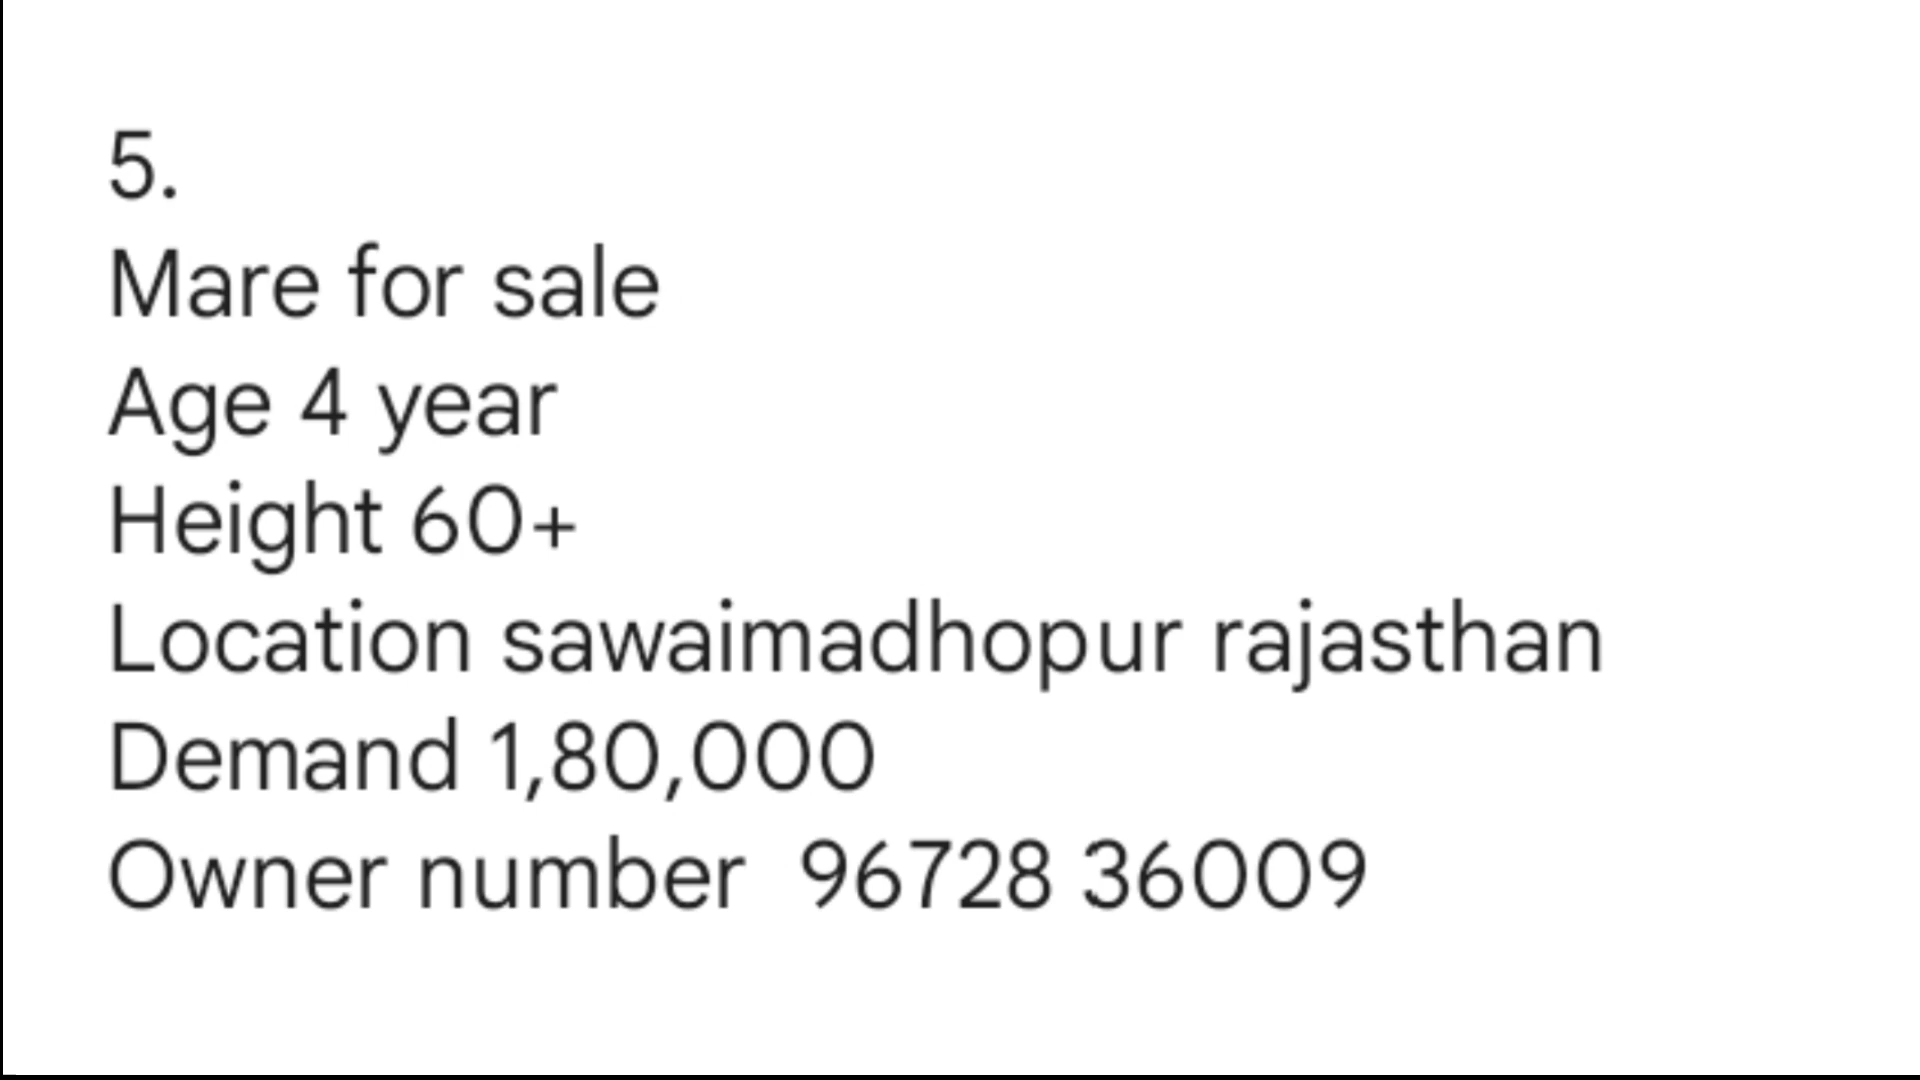 5.
Mare for sale
Age 4 year
Height 60+
Location sawaimadhopur rajasthan
Demand 1,80,000
Owner number  96728 36009